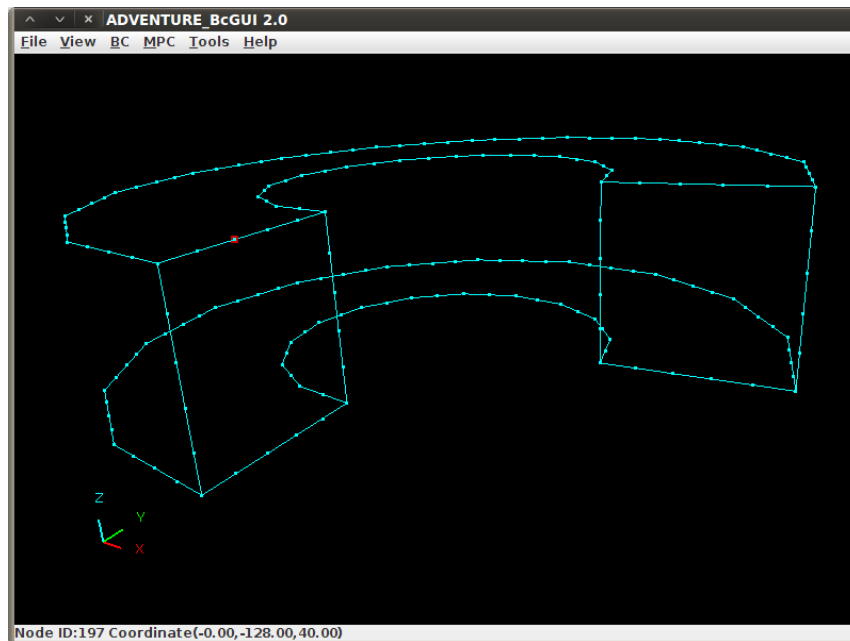 ADVENTURE_BcGUI 2.0
File View BC MPC Tools Help
Z
Y
X
Node ID:197 Coordinate(-0.00,-128.00,40.00)